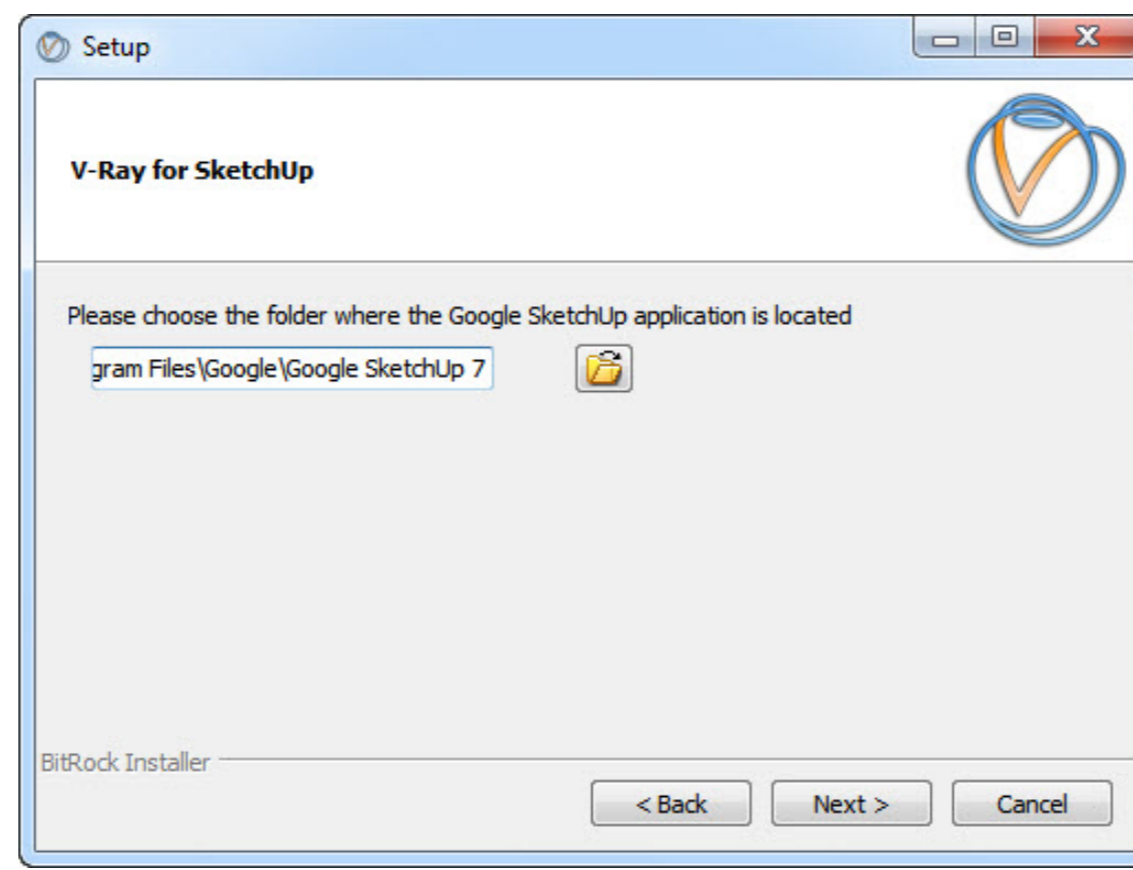 Setup
V-Ray for SketchUp
Please choose the folder where the Google SketchUp application is located
gram Files\Google\Google SketchUp 7
BitRock Installer
< Back Next > Cancel